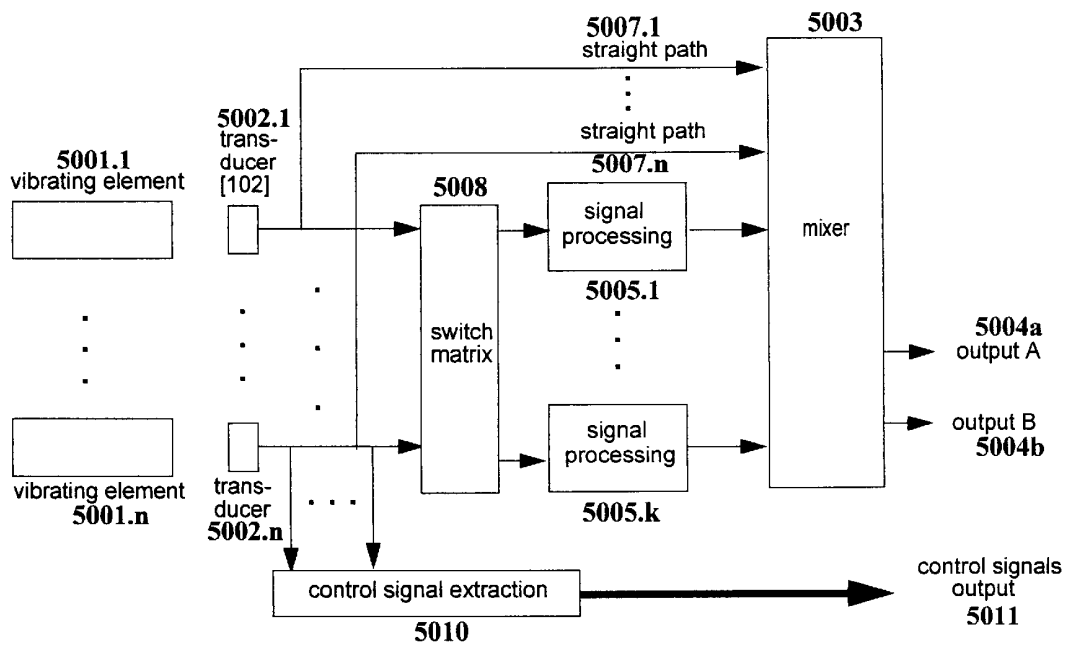 5007.1
straight path
5003
5002.1
trans-
ducer
[102]
straight path
5007.n
5001.1
vibrating element
5008
signal
processing
5005.1
mixer
switch
matrix
5004a
output A
signal
processing
5005.k
output B
5004b
vibrating element
5001.n
trans-
ducer
5002.n
control signal extraction
5010
control signals
output
5011